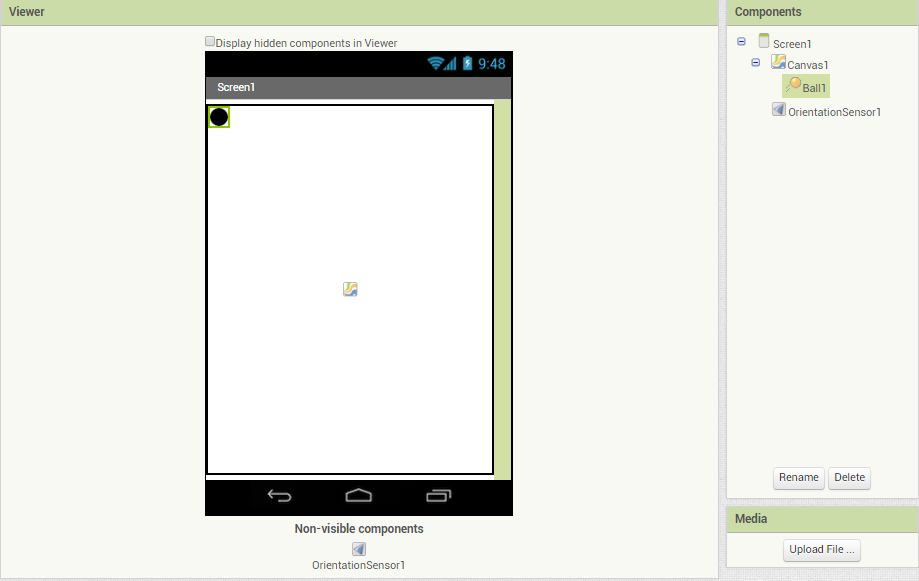 Viewer
Display hidden components in Viewer
9:48
Screen1
Non-visible components
OrientationSensor1
Components
Screen1
Canvas1
Ball1
OrientationSensor1
Rename Delete
Media
Upload File ...